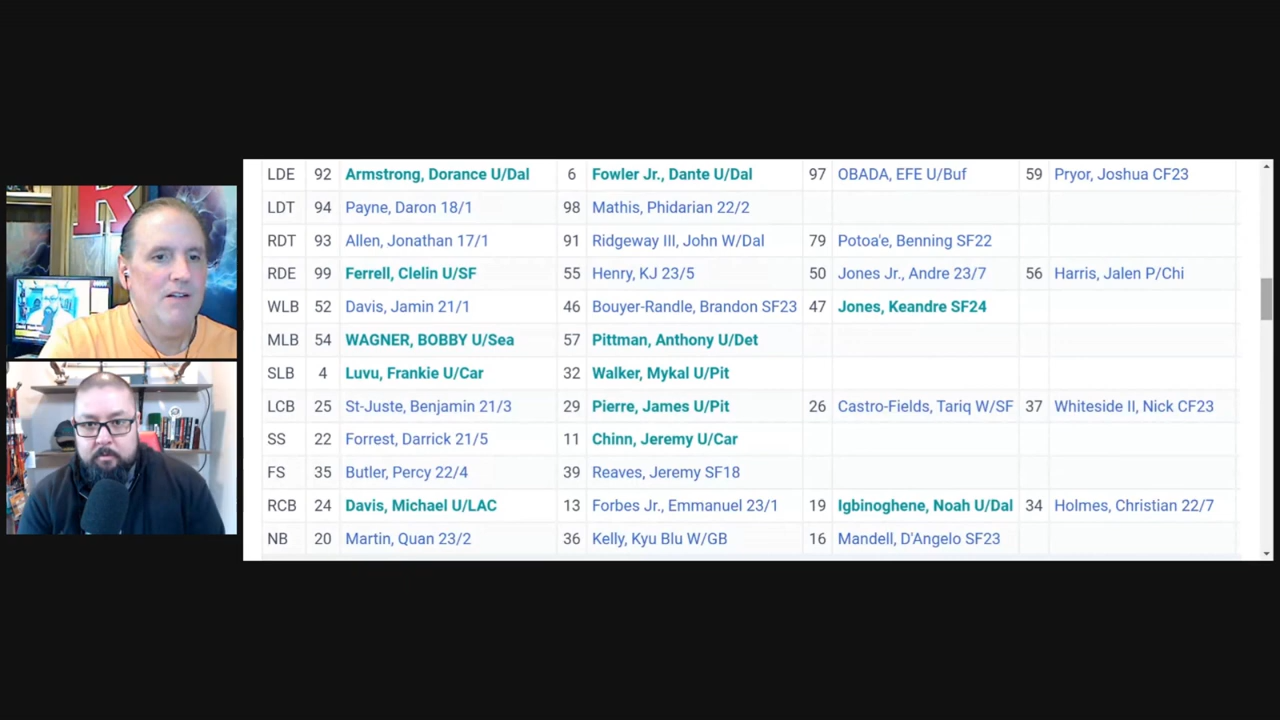 R
LDE 92 Armstrong, Dorance U/Dal 6 Fowler Jr., Dante U/Dal 97 OBADA, EFE U/Buf 59 Pryor, Joshua CF23
LDT 94 Payne, Daron 18/1 98 Mathis, Phidarian 22/2
RDT 93 Allen, Jonathan 17/1 91 Ridgeway III, John W/Dal 79 Potoa'e, Benning SF22
RDE 99 Ferrell, Clelin U/SF 55 Henry, KJ 23/5 50 Jones Jr., Andre 23/7 56 Harris, Jalen P/Chi
WLB 52 Davis, Jamin 21/1 46 Bouyer-Randle, Brandon SF23 47 Jones, Keandre SF24
MLB 54 WAGNER, BOBBY U/Sea 57 Pittman, Anthony U/Det
SLB 4 Luvu, Frankie U/Car 32 Walker, Mykal U/Pit
LCB 25 St-Juste, Benjamin 21/3 29 Pierre, James U/Pit 26 Castro-Fields, Tariq W/SF 37 Whiteside II, Nick CF23
SS 22 Forrest, Darrick 21/5 11 Chinn, Jeremy U/Car
FS 35 Butler, Percy 22/4 39 Reaves, Jeremy SF18
RCB 24 Davis, Michael U/LAC 13 Forbes Jr., Emmanuel 23/1 19 Igbinoghene, Noah U/Dal 34 Holmes, Christian 22/7
NB 20 Martin, Quan 23/2 36 Kelly, Kyu Blu W/GB 16 Mandell, D'Angelo SF23